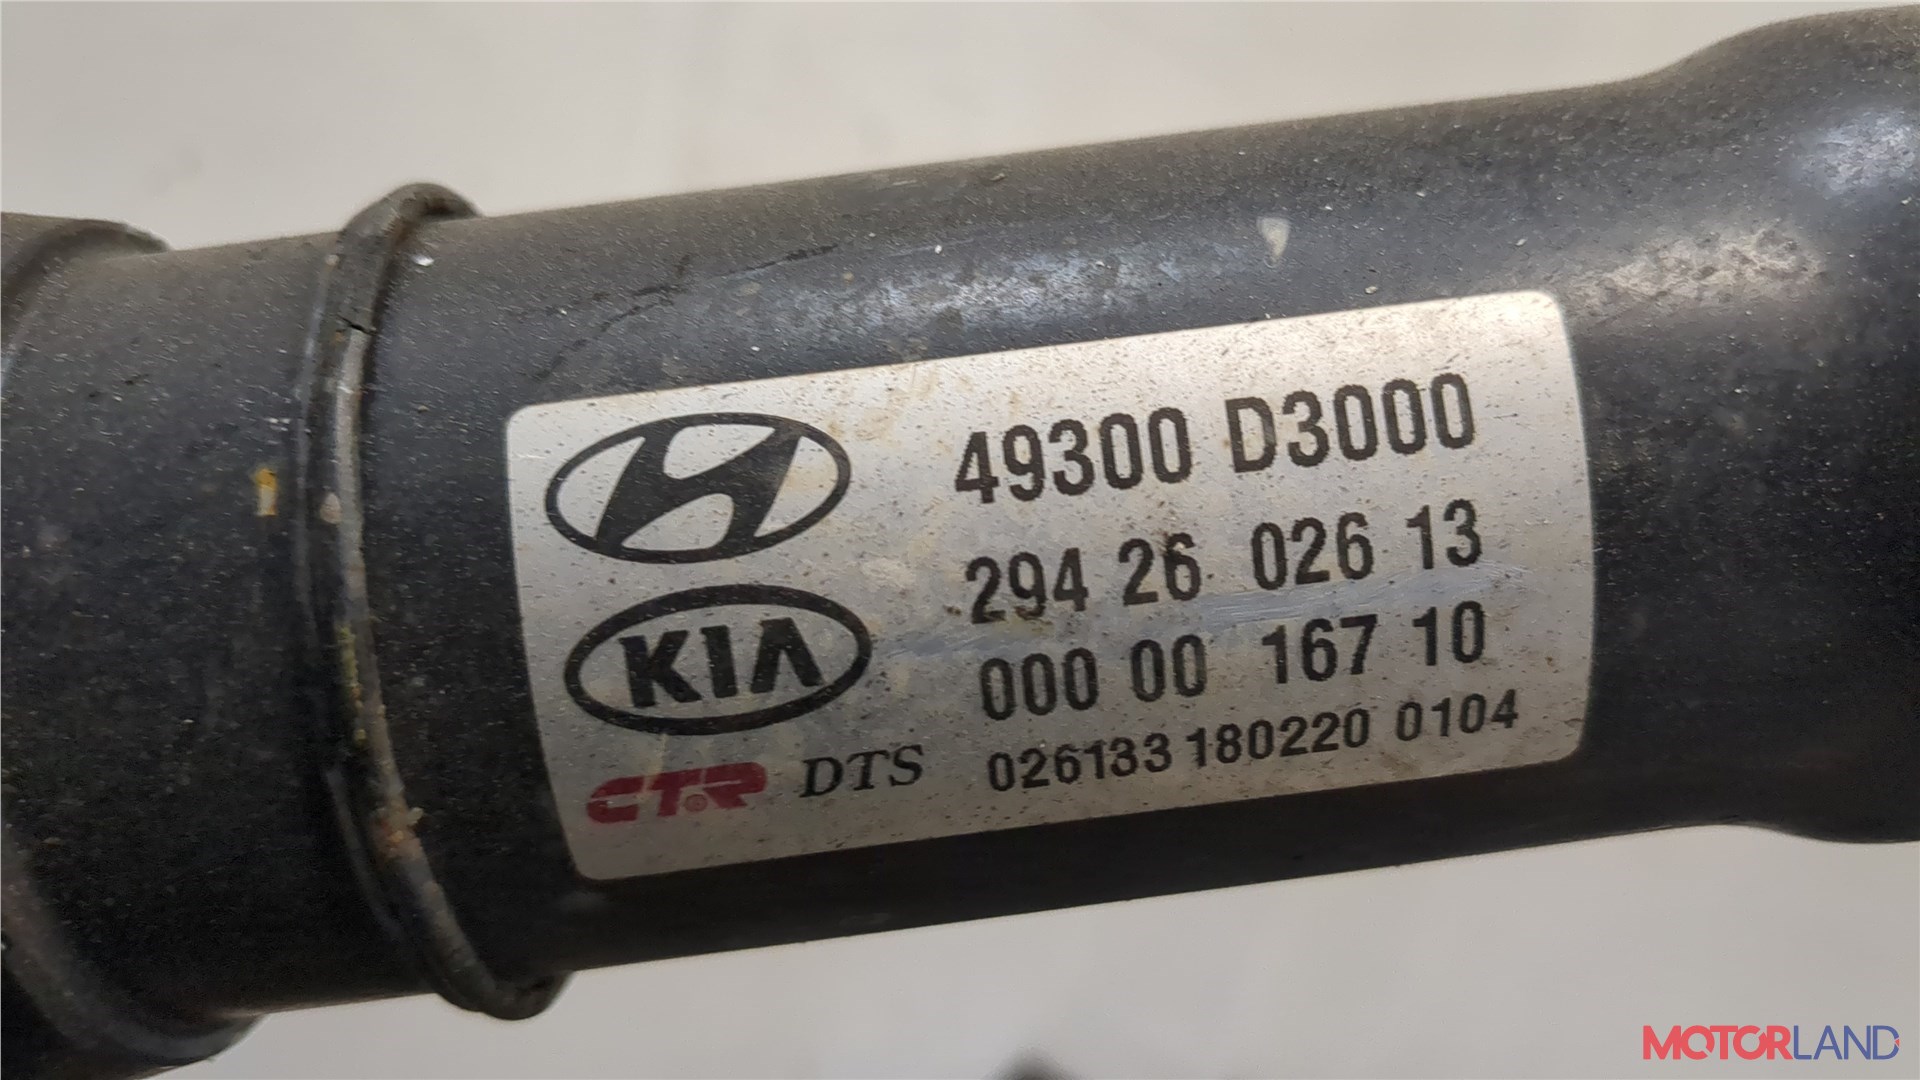 49300 D3000
294 26 026 13
KIA
000 00 167 10
CTR DTS 026133 180220 0104
MOTORLAND